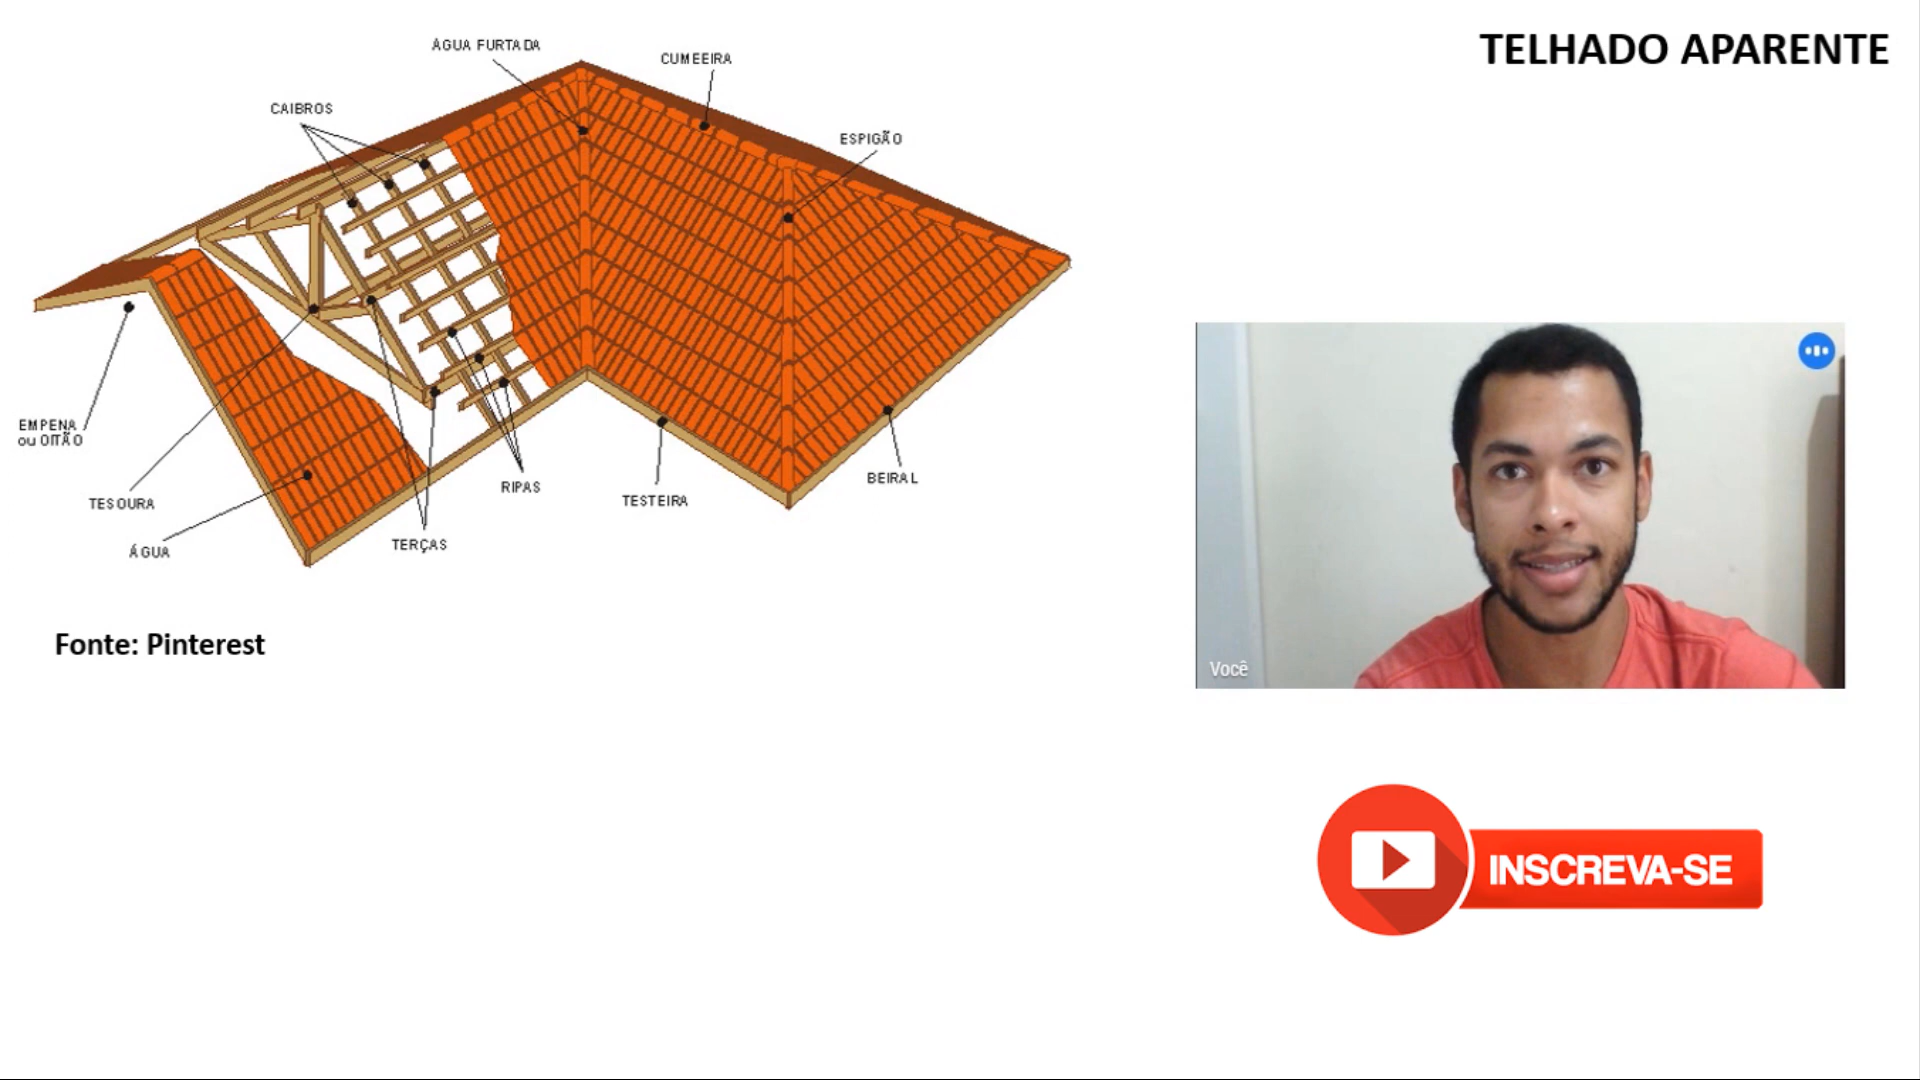 TELHADO APARENTE
ÁGUA FURTADA
CUMEEIRA
CAIBROS
ESPIGÃO
EMPENA
ou OITÃO
TESOURA
ÁGUA
TERÇAS
RIPAS
TESTEIRA
BEIRAL
Fonte: Pinterest
Você
INSCREVA-SE